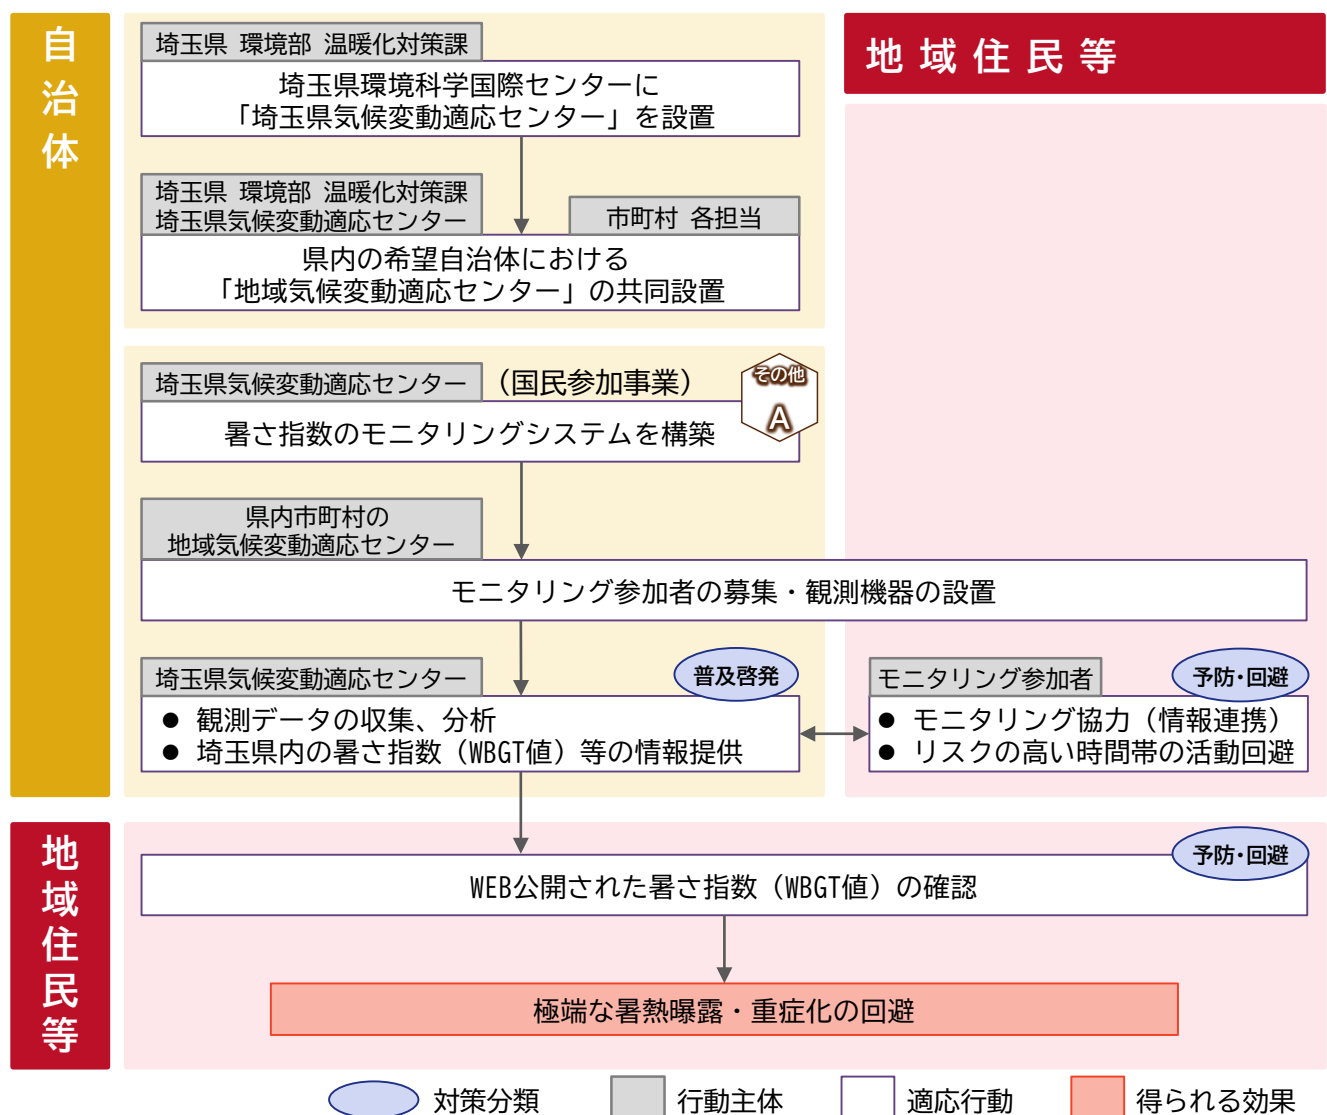 自治体
地域住民等
埼玉県 環境部 温暖化対策課
埼玉県環境科学国際センターに
「埼玉県気候変動適応センター」を設置
埼玉県 環境部 温暖化対策課
埼玉県気候変動適応センター
市町村 各担当
県内の希望自治体における
「地域気候変動適応センター」の共同設置
埼玉県気候変動適応センター
（国民参加事業）
その他
A
暑さ指数のモニタリングシステムを構築
県内市町村の
地域気候変動適応センター
モニタリング参加者の募集・観測機器の設置
埼玉県気候変動適応センター
普及啓発
● 観測データの収集、分析
● 埼玉県内の暑さ指数（WBGT値）等の情報提供
モニタリング参加者
予防・回避
● モニタリング協力（情報連携）
● リスクの高い時間帯の活動回避
地域住民等
予防・回避
WEB公開された暑さ指数（WBGT値）の確認
極端な暑熱曝露・重症化の回避
対策分類
行動主体
適応行動
得られる効果